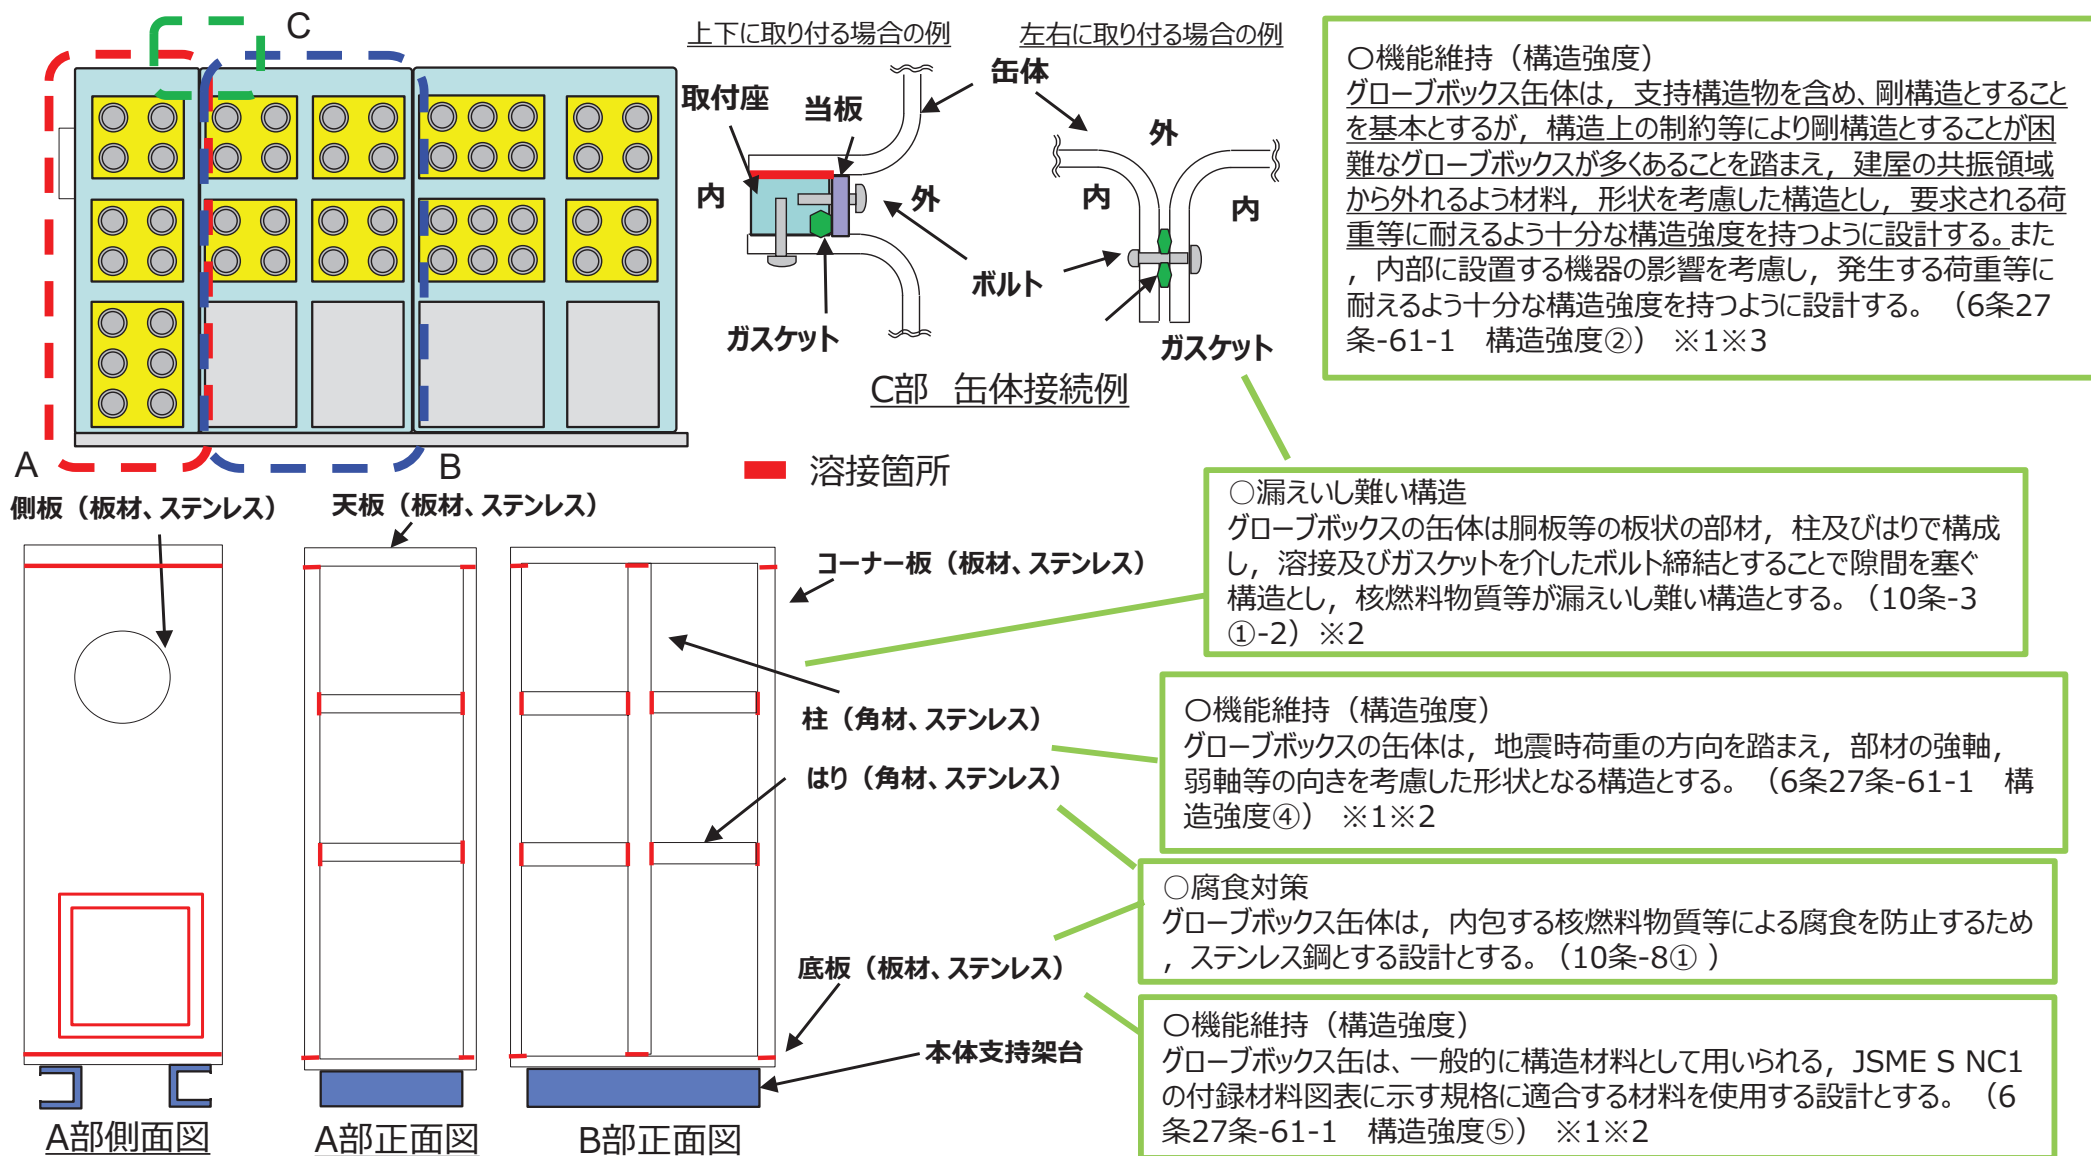 C
A
B
上下に取り付る場合の例
左右に取り付る場合の例
缶体
取付座
当板
外
内
外
内
内
ボルト
ガスケット
ガスケット
C部　缶体接続例
溶接箇所
側板（板材、ステンレス）
天板（板材、ステンレス）
コーナー板（板材、ステンレス）
柱（角材、ステンレス）
はり（角材、ステンレス）
底板（板材、ステンレス）
本体支持架台
A部側面図
A部正面図
B部正面図
〇機能維持（構造強度）
グローブボックス缶体は，支持構造物を含め、剛構造とすること
を基本とするが，構造上の制約等により剛構造とすることが困
難なグローブボックスが多くあることを踏まえ，建屋の共振領域
から外れるよう材料，形状を考慮した構造とし，要求される荷
重等に耐えるよう十分な構造強度を持つように設計する。また
，内部に設置する機器の影響を考慮し，発生する荷重等に
耐えるよう十分な構造強度を持つように設計する。（6条27
条-61-1　構造強度②）　※1※3
○漏えいし難い構造
グローブボックスの缶体は胴板等の板状の部材，柱及びはりで構成
し，溶接及びガスケットを介したボルト締結とすることで隙間を塞ぐ
構造とし，核燃料物質等が漏えいし難い構造とする。（10条-3
①-2）※2
〇機能維持（構造強度）
グローブボックスの缶体は，地震時荷重の方向を踏まえ，部材の強軸，
弱軸等の向きを考慮した形状となる構造とする。（6条27条-61-1　構
造強度④）　※1※2
○腐食対策
グローブボックス缶体は，内包する核燃料物質等による腐食を防止するため
，ステンレス鋼とする設計とする。（10条-8① ）
〇機能維持（構造強度）
グローブボックス缶は、一般的に構造材料として用いられる，JSME S NC1
の付録材料図表に示す規格に適合する材料を使用する設計とする。（6
条27条-61-1　構造強度⑤）　※1※2